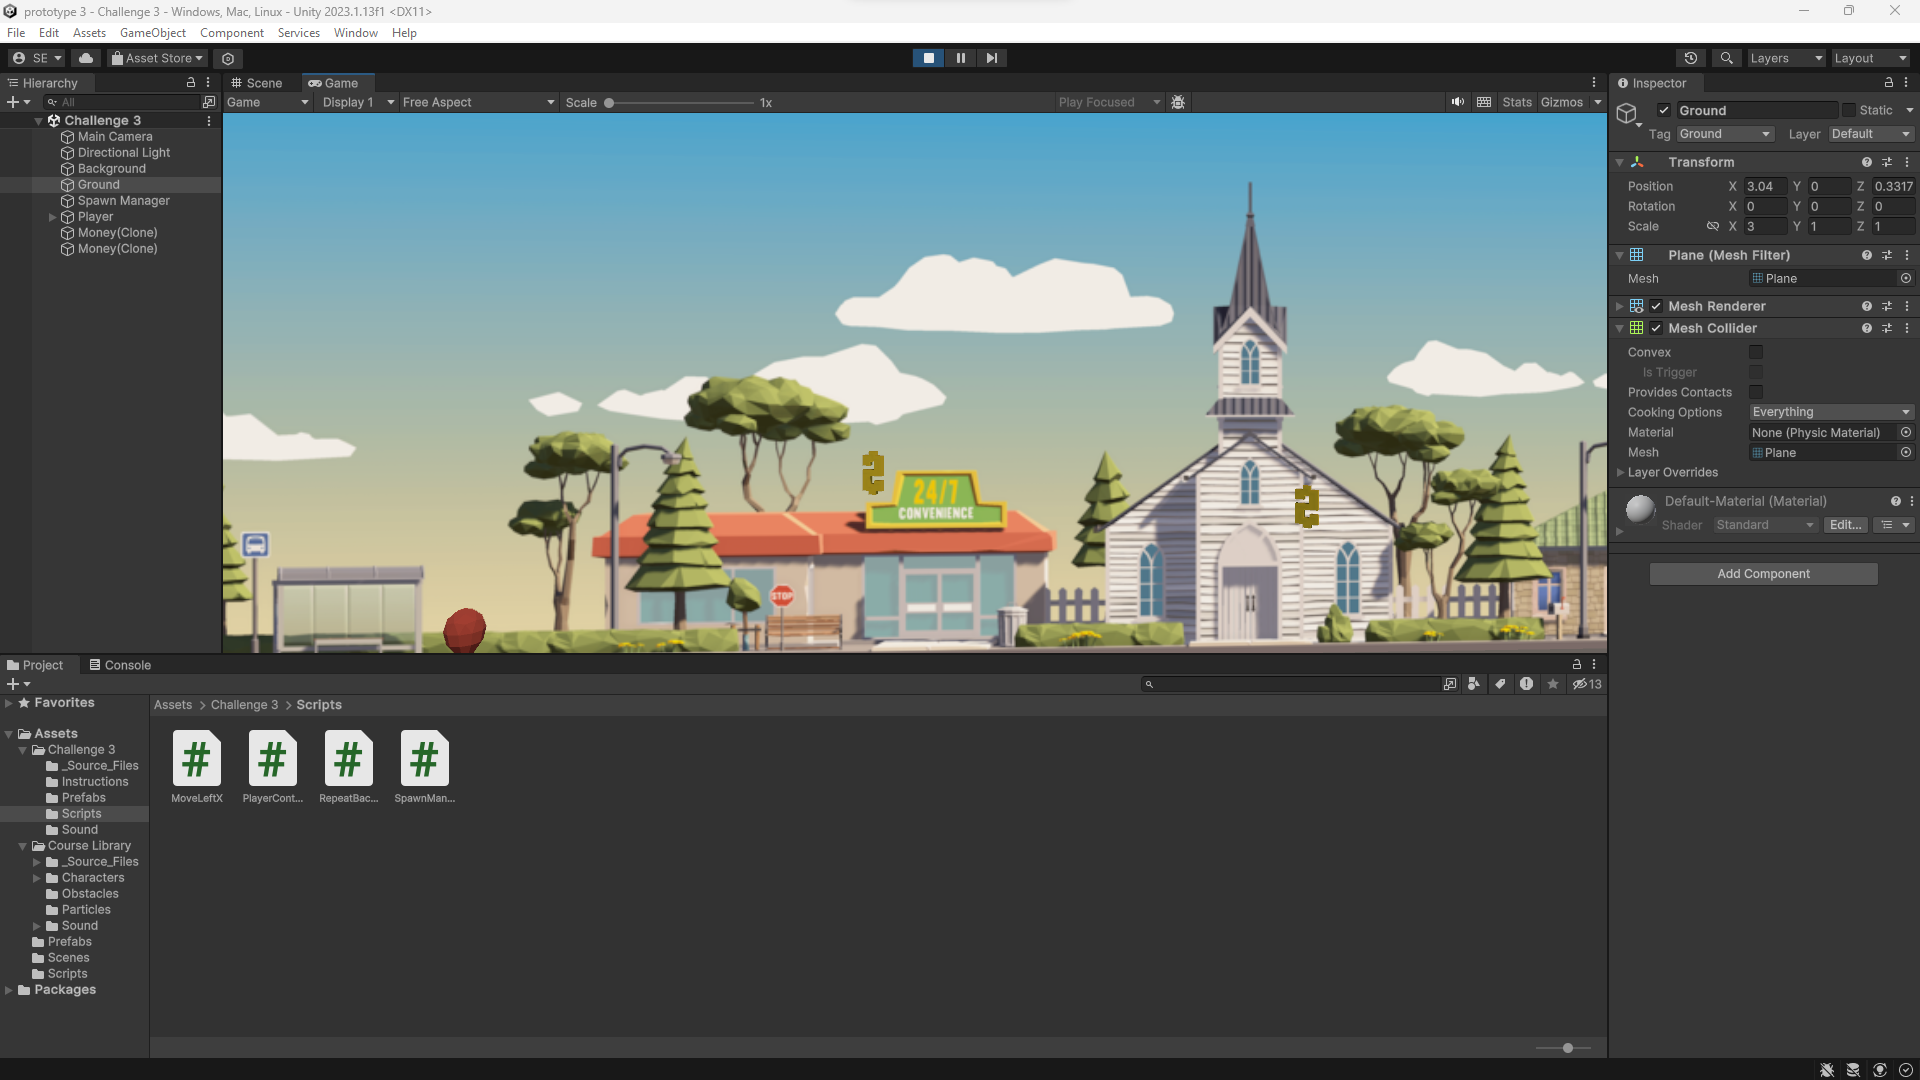 prototype 3 - Challenge 3 - Windows, Mac, Linux - Unity 2023.1.13f1 <DX11>
File Edit Assets GameObject Component Services Window Help
SE Asset Store Layers Layout
Hierarchy
All
Challenge 3
Main Camera
Directional Light
Background
Ground
Spawn Manager
Player
Money(Clone)
Money(Clone)
Scene Game
Game Display 1 Free Aspect Scale 1x Play Focused Stats Gizmos
24/7
CONVENIENCE
STOP
Inspector
Ground Static
Tag Ground Layer Default
Transform
Position X 3.04 Y 0 Z 0.3317
Rotation X 0 Y 0 Z 0
Scale X 3 Y 1 Z 1
Plane (Mesh Filter)
Mesh Plane
Mesh Renderer
Mesh Collider
Convex
Is Trigger
Provides Contacts
Cooking Options Everything
Material None (Physic Material)
Mesh Plane
Layer Overrides
Default-Material (Material)
Shader Standard Edit...
Add Component
Project Console
13
Favorites
Assets
Challenge 3
_Source_Files
Instructions
Prefabs
Scripts
Sound
Course Library
_Source_Files
Characters
Obstacles
Particles
Sound
Prefabs
Scenes
Scripts
Packages
Assets > Challenge 3 > Scripts
MoveLeftX PlayerCont... RepeatBac... SpawnMan...